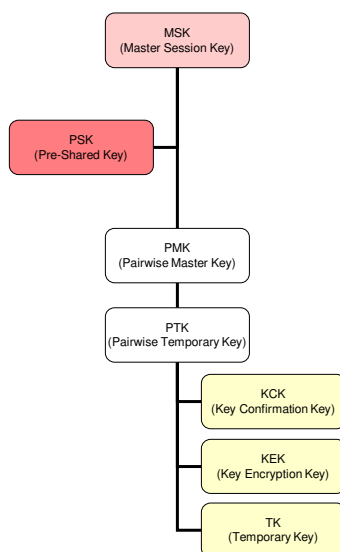 MSK
(Master Session Key)
PSK
(Pre-Shared Key)
PMK
(Pairwise Master Key)
PTK
(Pairwise Temporary Key)
KCK
(Key Confirmation Key)
KEK
(Key Encryption Key)
TK
(Temporary Key)